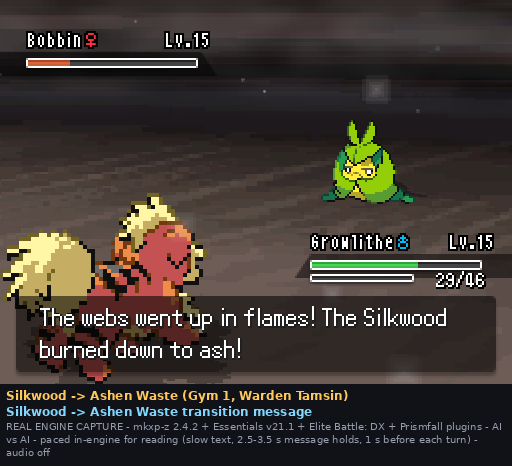 Bobbin♀ Lv.15
Growlithe♂ Lv.15
29/46
The webs went up in flames! The Silkwood
burned down to ash!
Silkwood -> Ashen Waste (Gym 1, Warden Tamsin)
Silkwood -> Ashen Waste transition message
REAL ENGINE CAPTURE - mkxp-z 2.4.2 + Essentials v21.1 + Elite Battle: DX + Prismfall plugins - AI
vs AI - paced in-engine for reading (slow text, 2.5-3.5 s message holds, 1 s before each turn) -
audio off